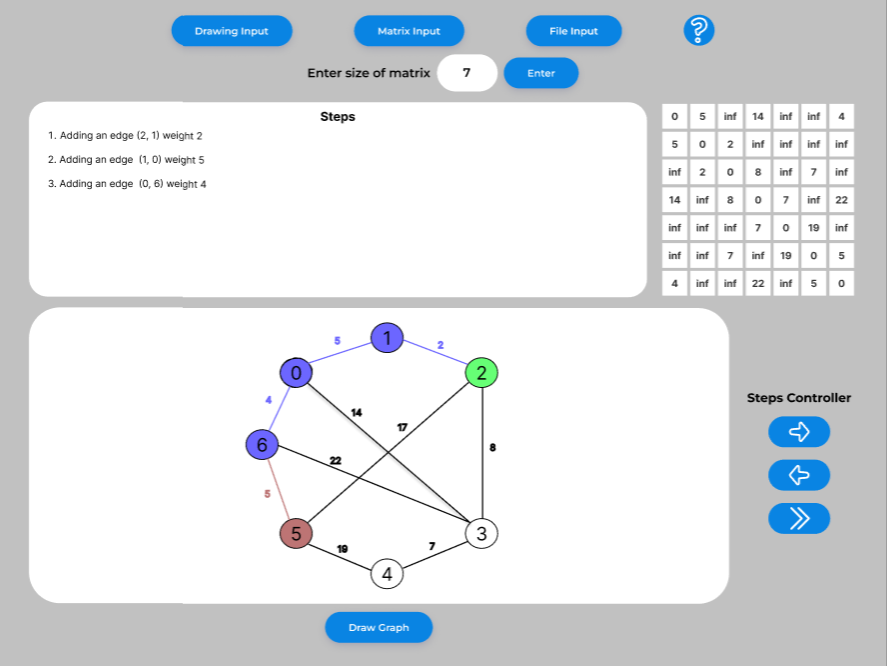 Drawing Input Matrix Input File Input ?
Enter size of matrix 7 Enter
Steps
1. Adding an edge (2, 1) weight 2
2. Adding an edge (1, 0) weight 5
3. Adding an edge (0, 6) weight 4
0 5 inf 14 inf inf 4
5 0 2 inf inf inf inf
inf 2 0 8 inf 7 inf
14 inf 8 0 7 inf 22
inf inf inf 7 0 19 inf
inf inf 7 inf 19 0 5
4 inf inf 22 inf 5 0
1
5 2
0 2
4 14
17
6 22 8
5
5 3
19 7
4
Steps Controller
Draw Graph